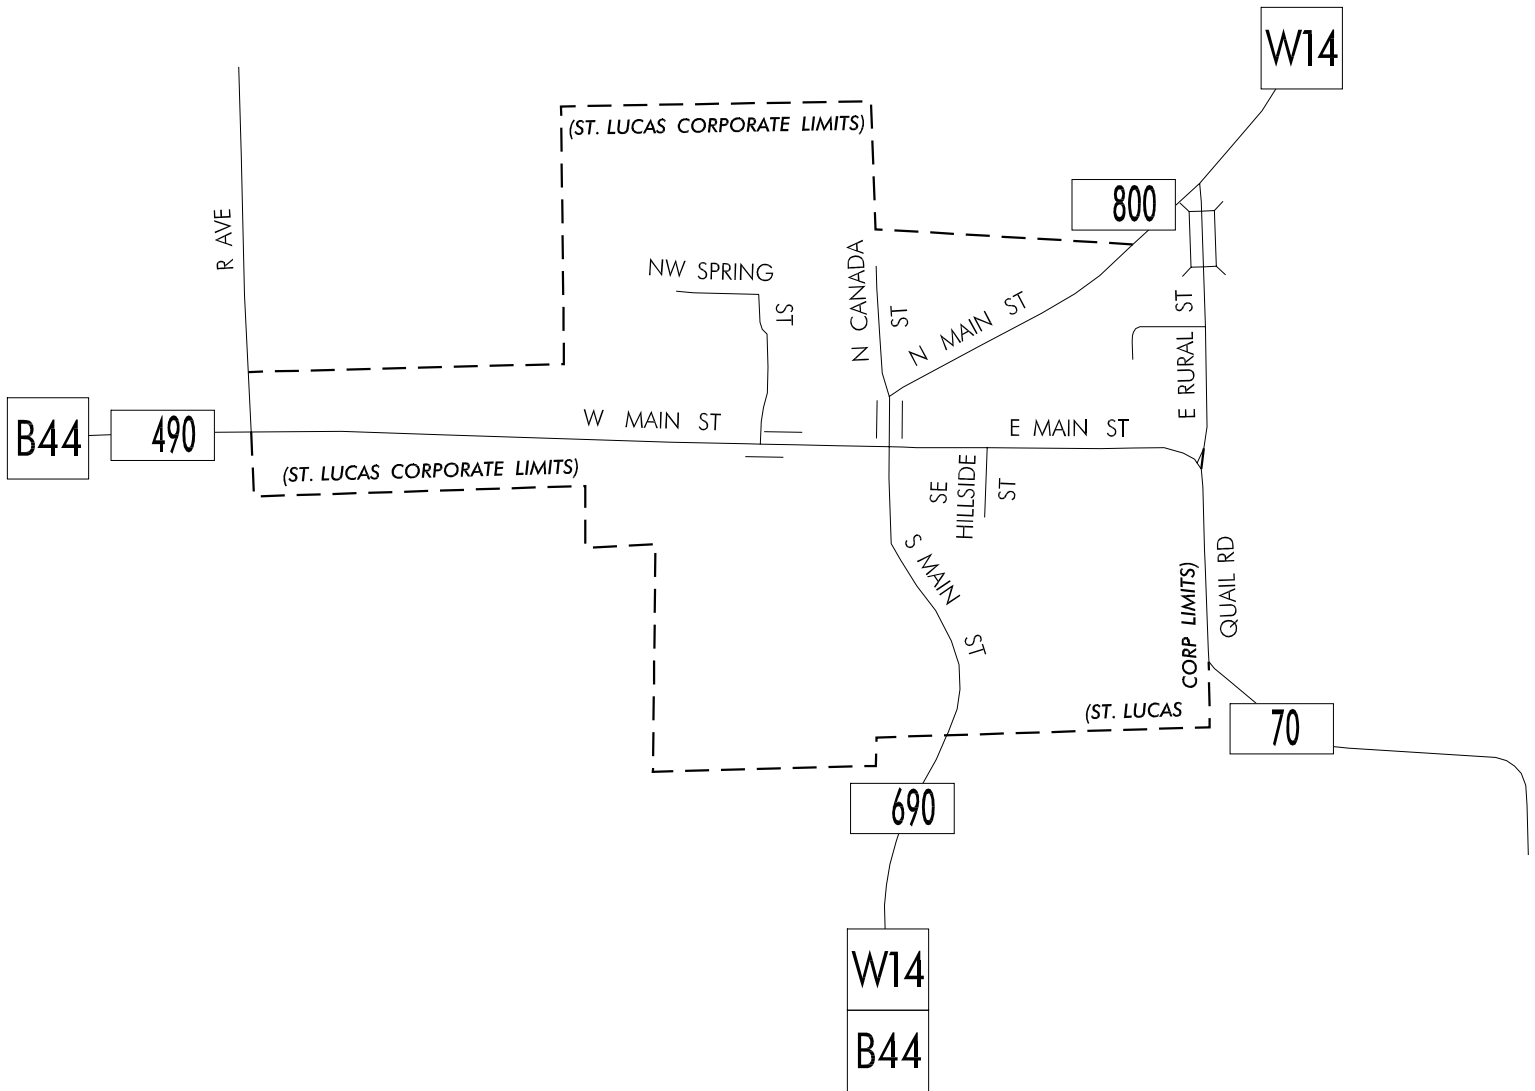 W14
(ST. LUCAS CORPORATE LIMITS)
800
R AVE
NW SPRING
ST
N CANADA
ST
N MAIN ST
E RURAL ST
B44
490
W MAIN ST
E MAIN ST
(ST. LUCAS CORPORATE LIMITS)
SE
HILLSIDE
ST
S MAIN
ST
QUAIL RD
(ST. LUCAS
CORP LIMITS)
70
690
W14
B44